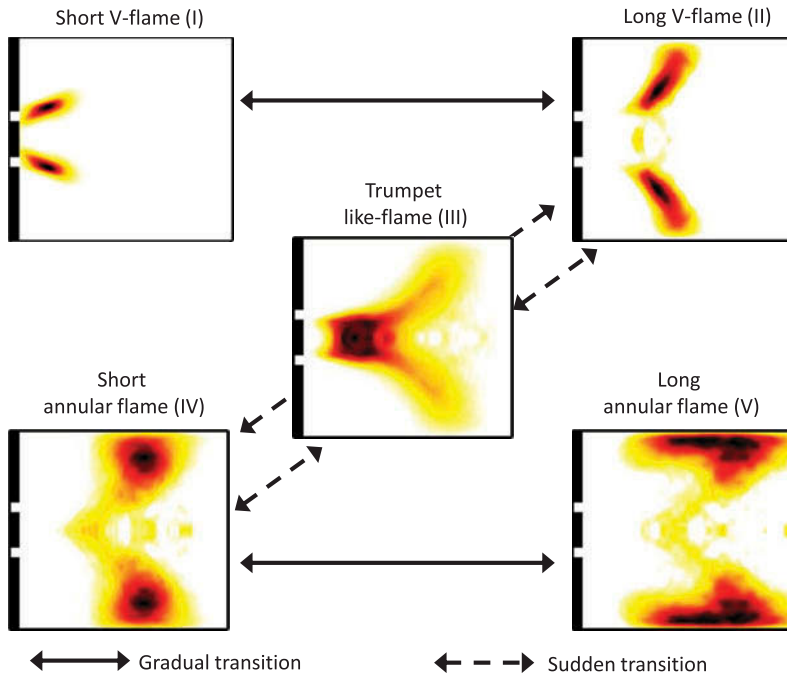 Short V-flame (I)
Long V-flame (II)
Trumpet
like-flame (III)
Short
annular flame (IV)
Long
annular flame (V)
Gradual transition
Sudden transition